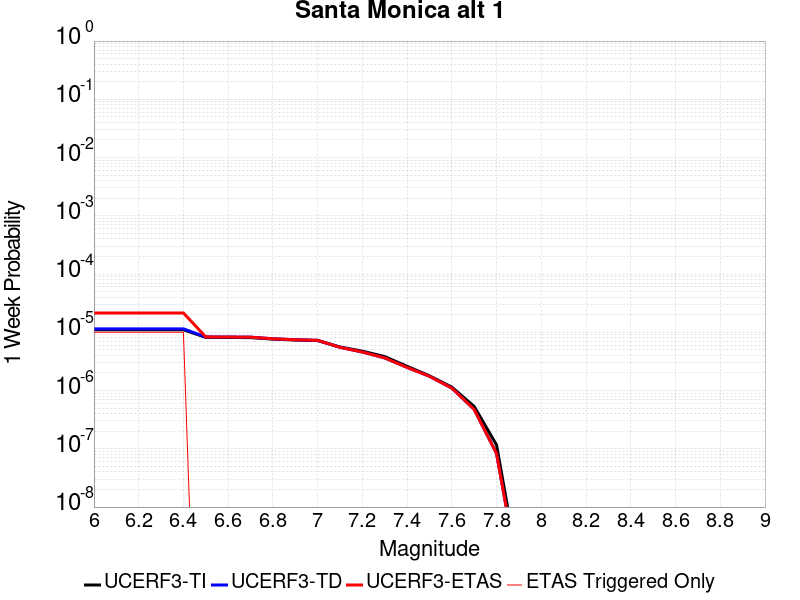 Santa Monica alt 1
10^0
10^-1
10^-2
10^-3
10^-4
10^-5
10^-6
10^-7
10^-8
1 Week Probability
6 6.2 6.4 6.6 6.8 7 7.2 7.4 7.6 7.8 8 8.2 8.4 8.6 8.8 9
Magnitude
UCERF3-TI UCERF3-TD UCERF3-ETAS ETAS Triggered Only